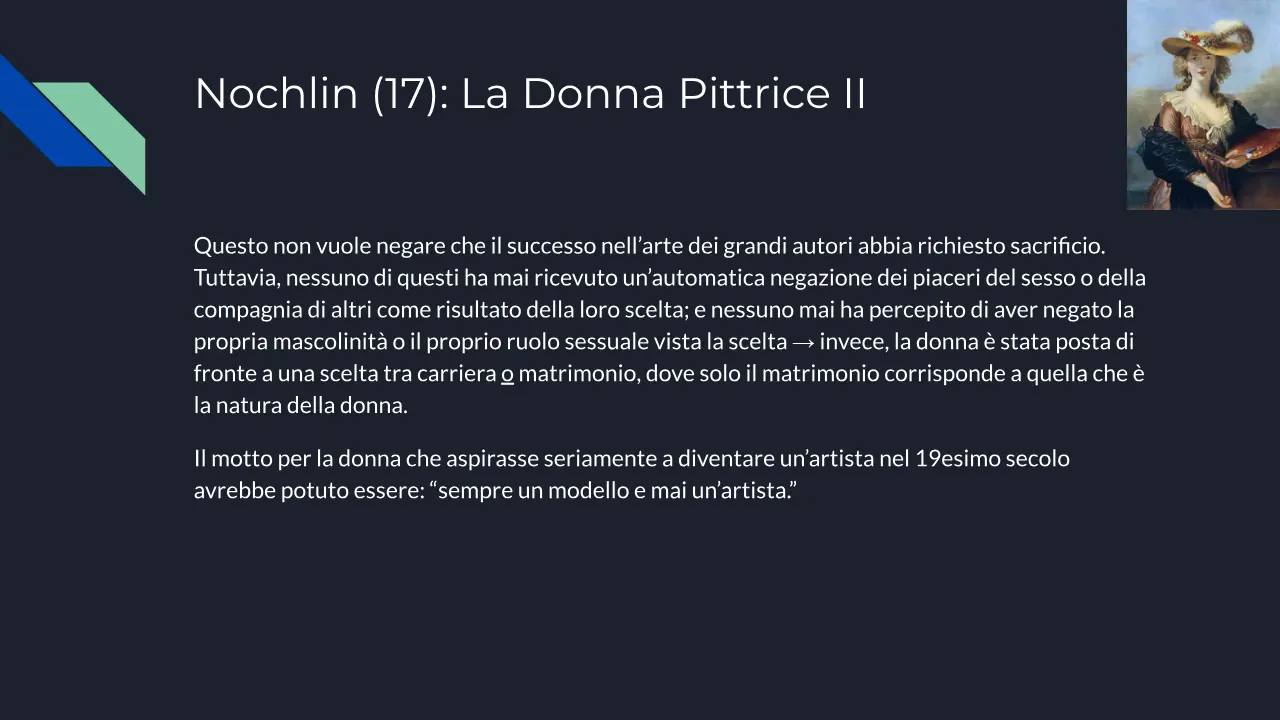 Nochlin (17): La Donna Pittrice II
Questo non vuole negare che il successo nell’arte dei grandi autori abbia richiesto sacrificio.
Tuttavia, nessuno di questi ha mai ricevuto un’automatica negazione dei piaceri del sesso o della
compagnia di altri come risultato della loro scelta; e nessuno mai ha percepito di aver negato la
propria mascolinità o il proprio ruolo sessuale vista la scelta → invece, la donna è stata posta di
fronte a una scelta tra carriera o matrimonio, dove solo il matrimonio corrisponde a quella che è
la natura della donna.
Il motto per la donna che aspirasse seriamente a diventare un’artista nel 19esimo secolo
avrebbe potuto essere: “sempre un modello e mai un’artista.”